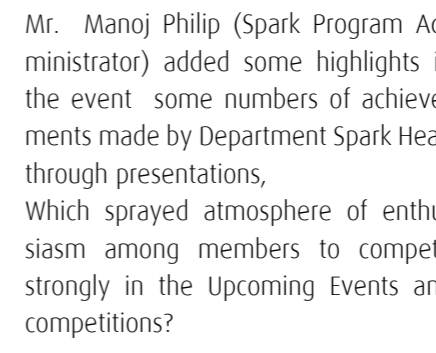 Mr. Manoj Philip (Spark Program Ad
ministrator) added some highlights i
the event some numbers of achieve
ments made by Department Spark Hea
through presentations,
Which sprayed atmosphere of enthu
siasm among members to compet
strongly in the Upcoming Events an
competitions?